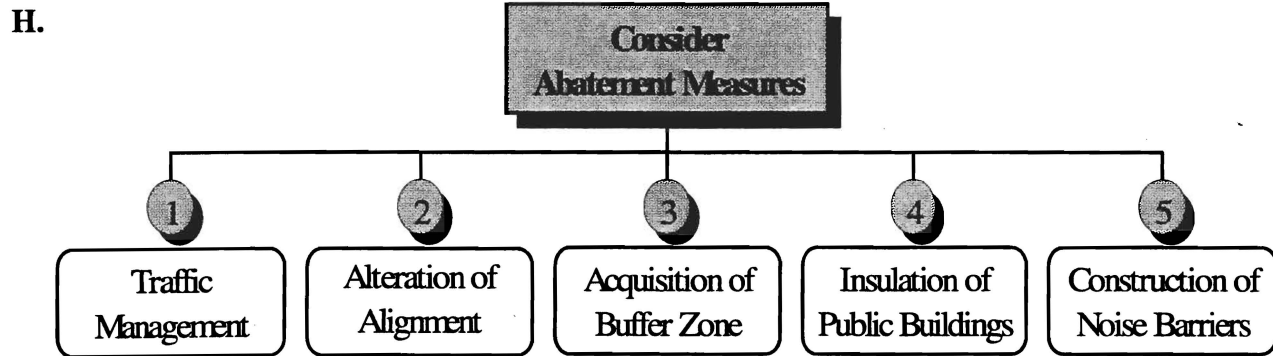 H.
Consider
Abatement Measures
1
2
3
4
5
Traffic
Management
Alteration of
Alignment
Acquisition of
Buffer Zone
Insulation of
Public Buildings
Construction of
Noise Barriers